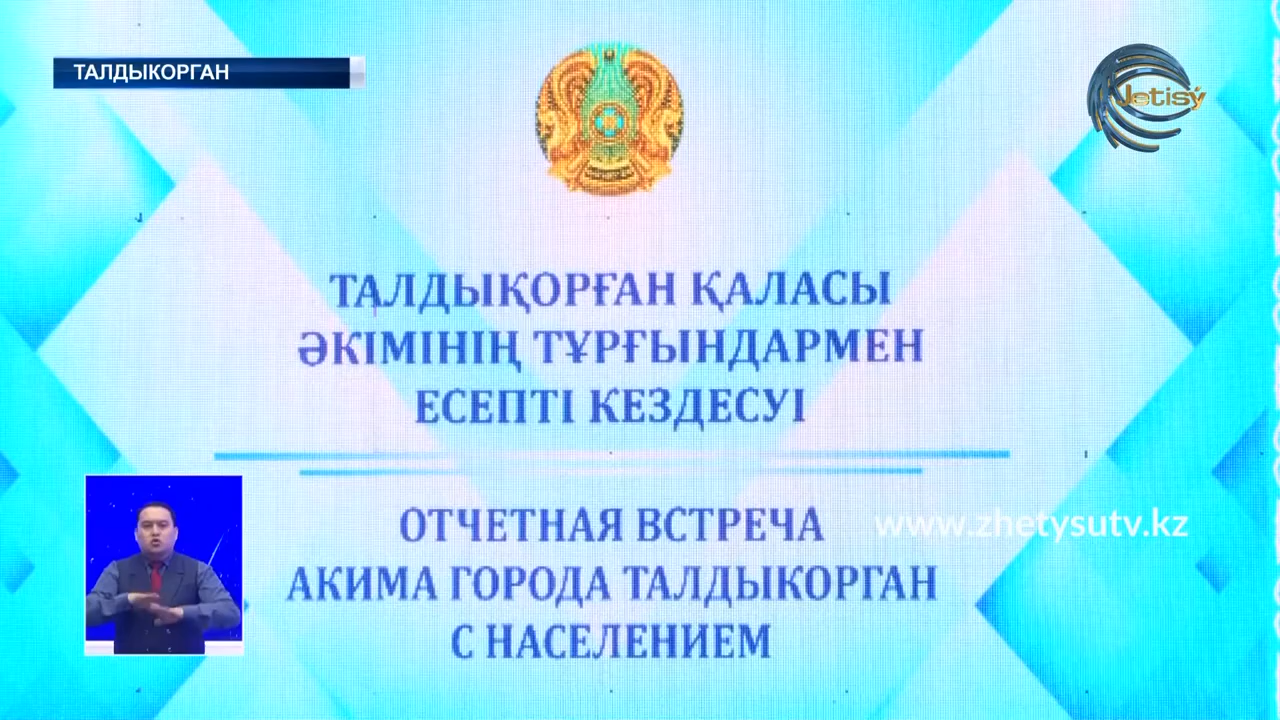 ТАЛДЫКОРГАН
Jetisý
ТАЛДЫҚОРҒАН ҚАЛАСЫ
ӘКІМІНІҢ ТҰРҒЫНДАРМЕН
ЕСЕПТІ КЕЗДЕСУІ
ОТЧЕТНАЯ ВСТРЕЧА
www.zhetysutv.kz
АКИМА ГОРОДА ТАЛДЫКОРГАН
С НАСЕЛЕНИЕМ